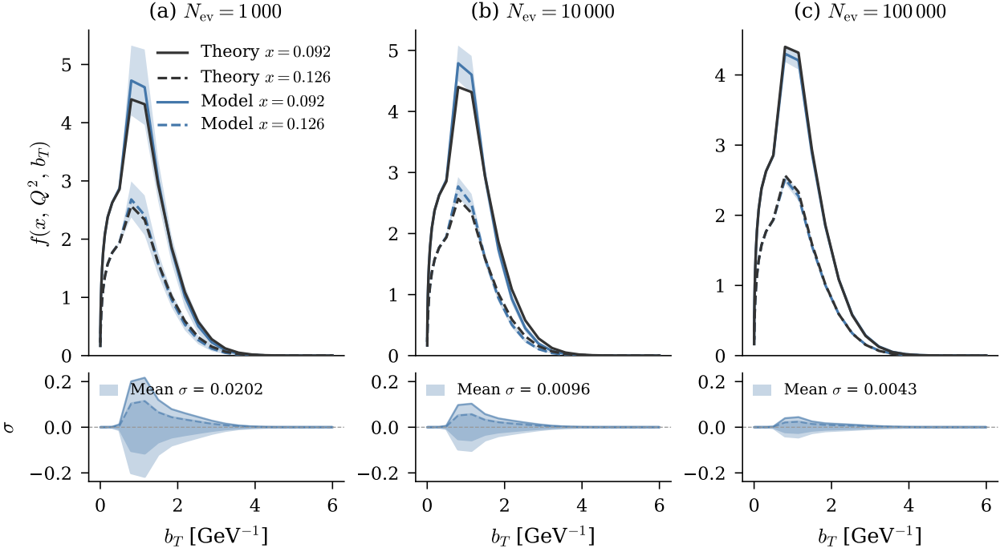 (a) N_ev = 1 000
(b) N_ev = 10 000
(c) N_ev = 100 000
f(x, Q², b_T)
5
4
3
2
1
0
Theory x = 0.092
Theory x = 0.126
Model x = 0.092
Model x = 0.126
5
4
3
2
1
0
4
3
2
1
0
σ
0.2
0.0
−0.2
Mean σ = 0.0202
0.2
0.0
−0.2
Mean σ = 0.0096
0.2
0.0
−0.2
Mean σ = 0.0043
0 2 4 6
0 2 4 6
0 2 4 6
b_T [GeV⁻¹]
b_T [GeV⁻¹]
b_T [GeV⁻¹]